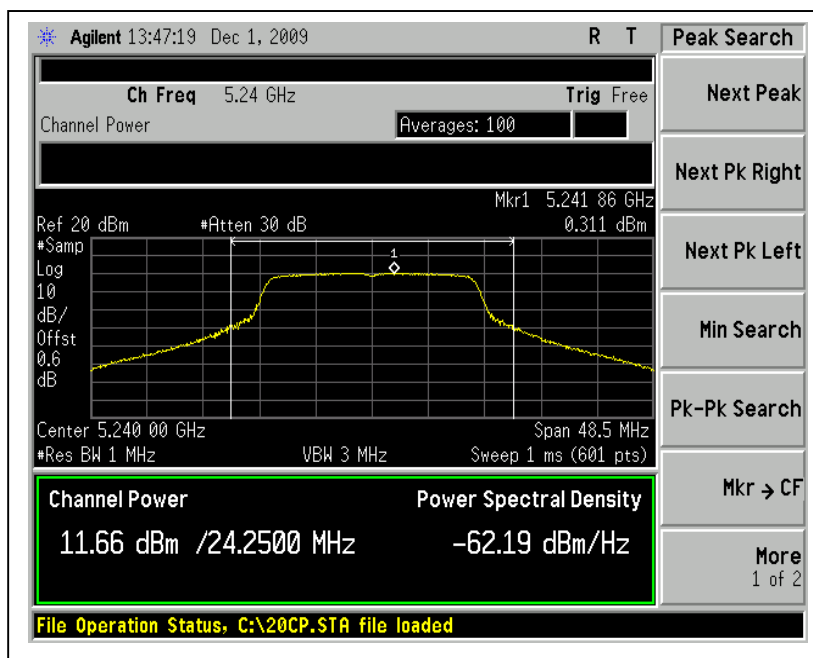 Agilent 13:47:19 Dec 1, 2009 R T
Peak Search
Ch Freq 5.24 GHz Trig Free
Channel Power Averages: 100
Mkr1 5.241 86 GHz
Ref 20 dBm #Atten 30 dB 0.311 dBm
#Samp
Log
10
dB/
Offst
0.6
dB
1
Center 5.240 00 GHz Span 48.5 MHz
#Res BW 1 MHz VBW 3 MHz Sweep 1 ms (601 pts)
Channel Power Power Spectral Density
11.66 dBm /24.2500 MHz -62.19 dBm/Hz
File Operation Status, C:\20CP.STA file loaded
Next Peak
Next Pk Right
Next Pk Left
Min Search
Pk-Pk Search
Mkr → CF
More
1 of 2